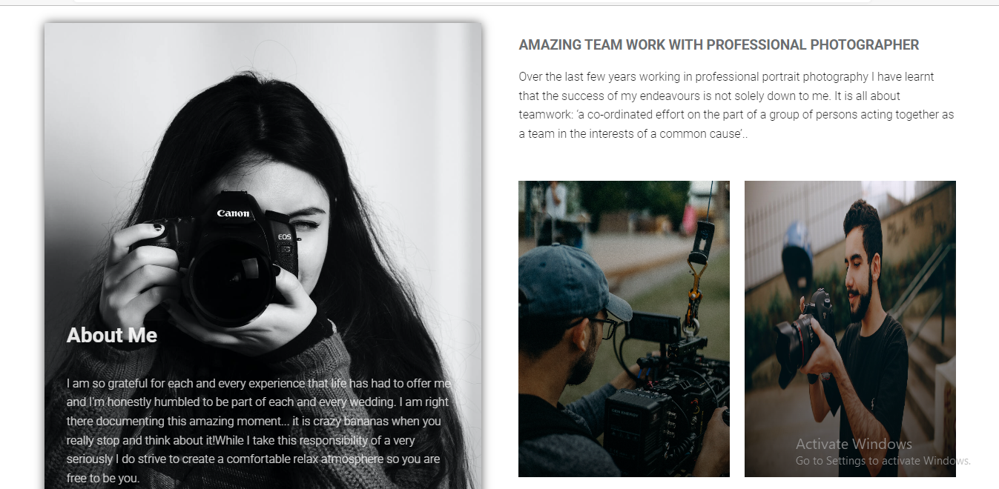 Canon
EOS
About Me
I am so grateful for each and every experience that life has had to offer me
and I'm honestly humbled to be part of each and every wedding. I am right
there documenting this amazing moment... it is crazy bananas when you
really stop and think about it!While I take this responsibility of a very
seriously I do strive to create a comfortable relax atmosphere so you are
free to be you.
AMAZING TEAM WORK WITH PROFESSIONAL PHOTOGRAPHER
Over the last few years working in professional portrait photography I have learnt
that the success of my endeavours is not solely down to me. It is all about
teamwork: ‘a co-ordinated effort on the part of a group of persons acting together as
a team in the interests of a common cause’..
Activate Windows
Go to Settings to activate Windows.